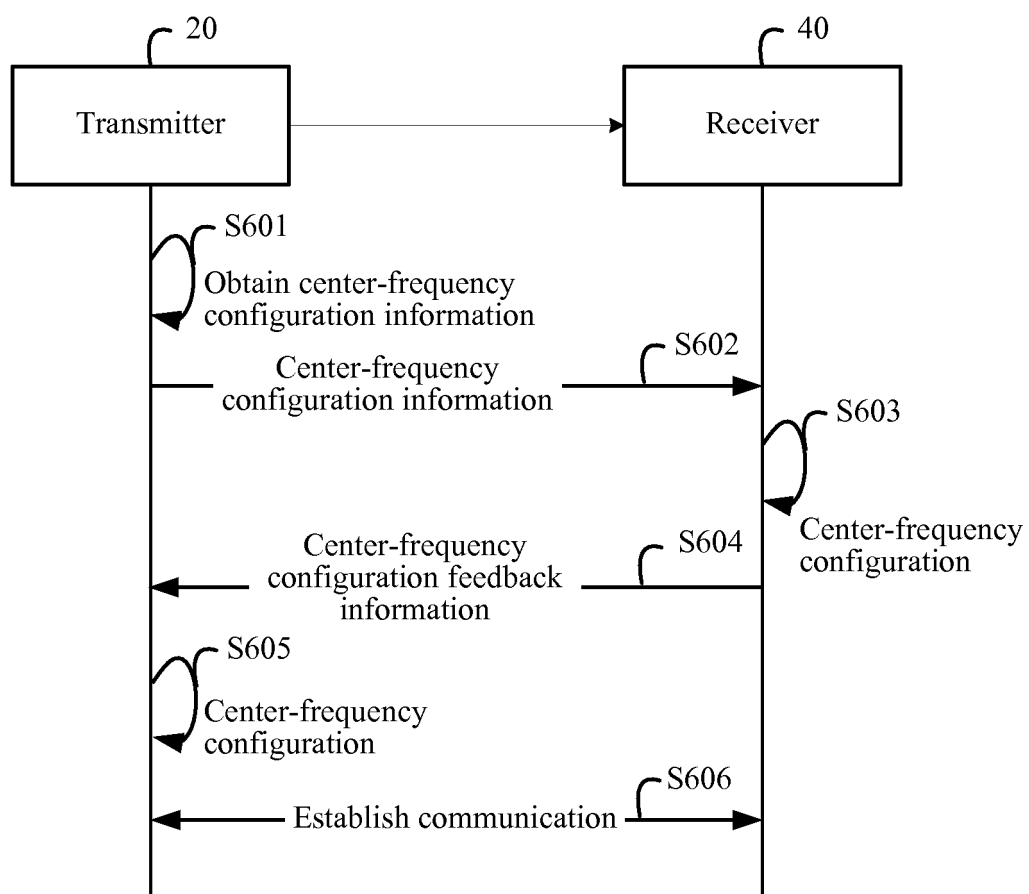 20
40
Transmitter
Receiver
S601
Obtain center-frequency
configuration information
S602
Center-frequency
configuration information
S603
Center-frequency
configuration
S604
Center-frequency
configuration feedback
information
S605
Center-frequency
configuration
S606
Establish communication